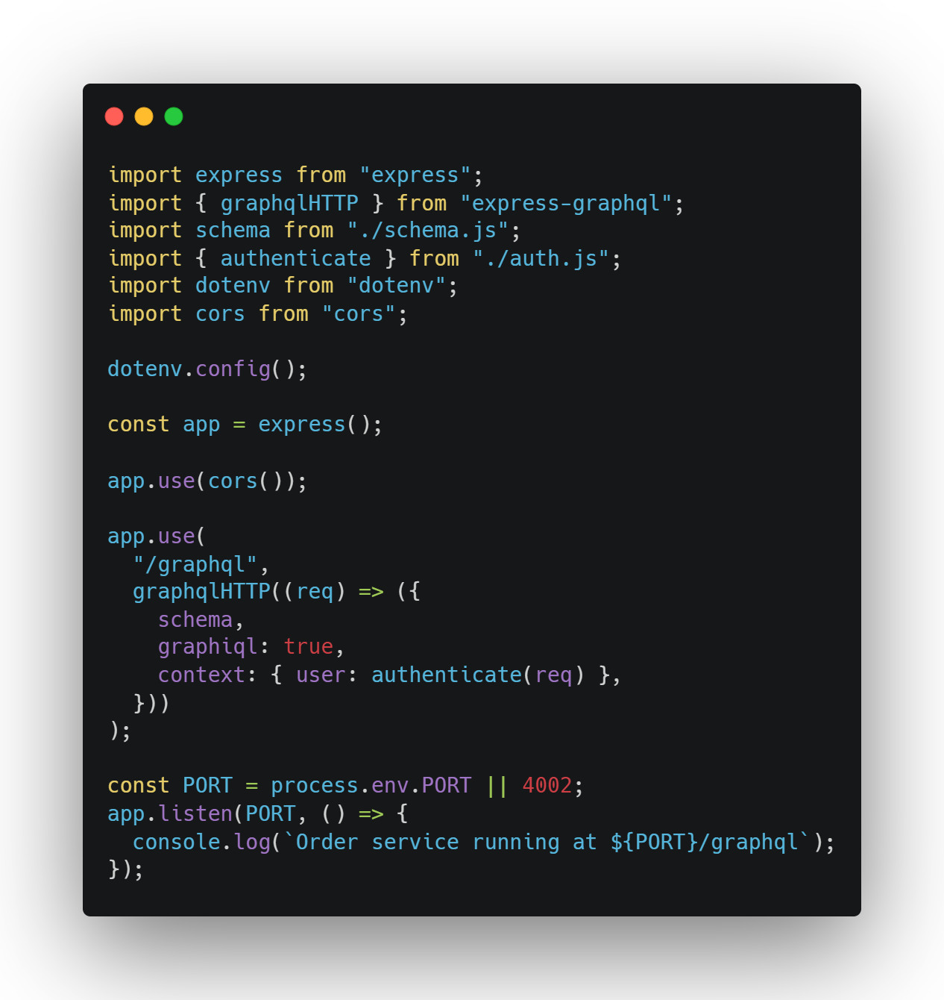 import express from "express";
import { graphqlHTTP } from "express-graphql";
import schema from "./schema.js";
import { authenticate } from "./auth.js";
import dotenv from "dotenv";
import cors from "cors";

dotenv.config();

const app = express();

app.use(cors());

app.use(
  "/graphql",
  graphqlHTTP((req) => ({
    schema,
    graphiql: true,
    context: { user: authenticate(req) },
  }))
);

const PORT = process.env.PORT || 4002;
app.listen(PORT, () => {
  console.log(`Order service running at ${PORT}/graphql`);
});